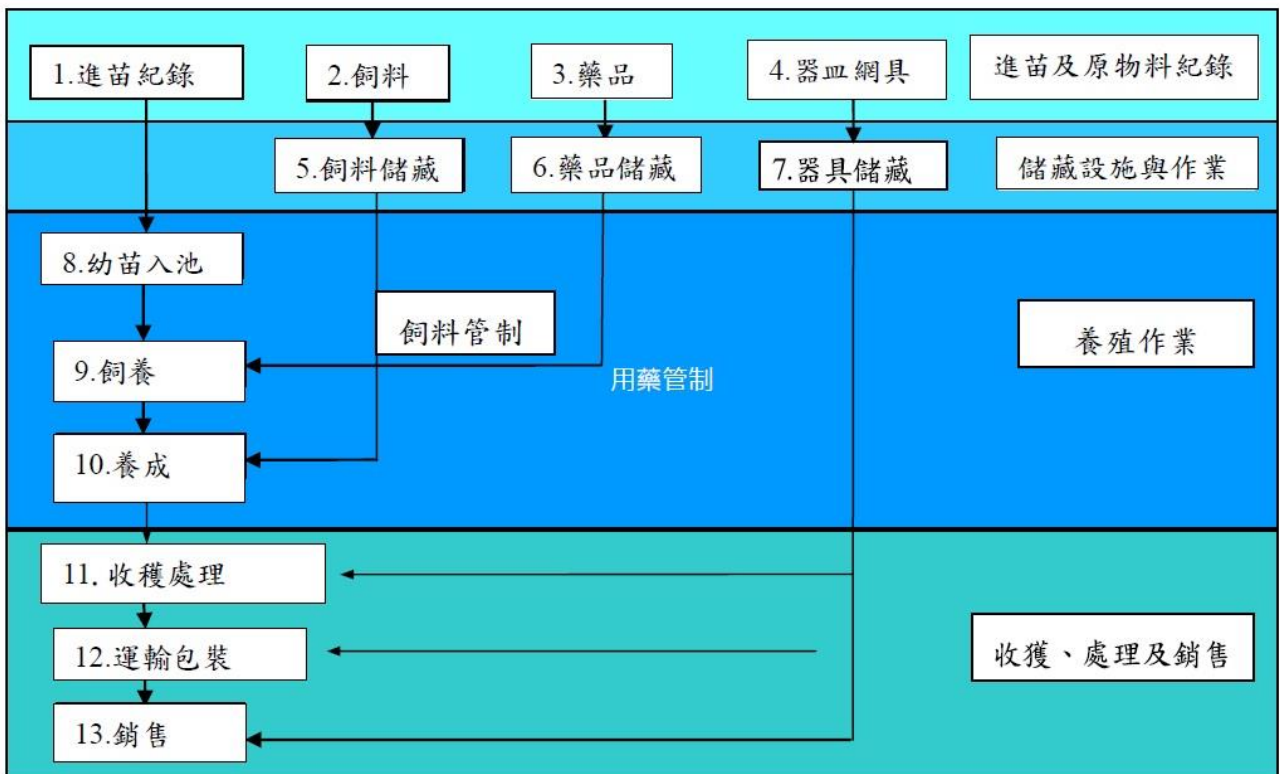 1.進苗紀錄
2.飼料
3.藥品
4.器皿網具
進苗及原物料紀錄
5.飼料儲藏
6.藥品儲藏
7.器具儲藏
儲藏設施與作業
8.幼苗入池
飼料管制
養殖作業
9.飼養
用藥管制
10.養成
11.收穫處理
12.運輸包裝
收獲、處理及銷售
13.銷售